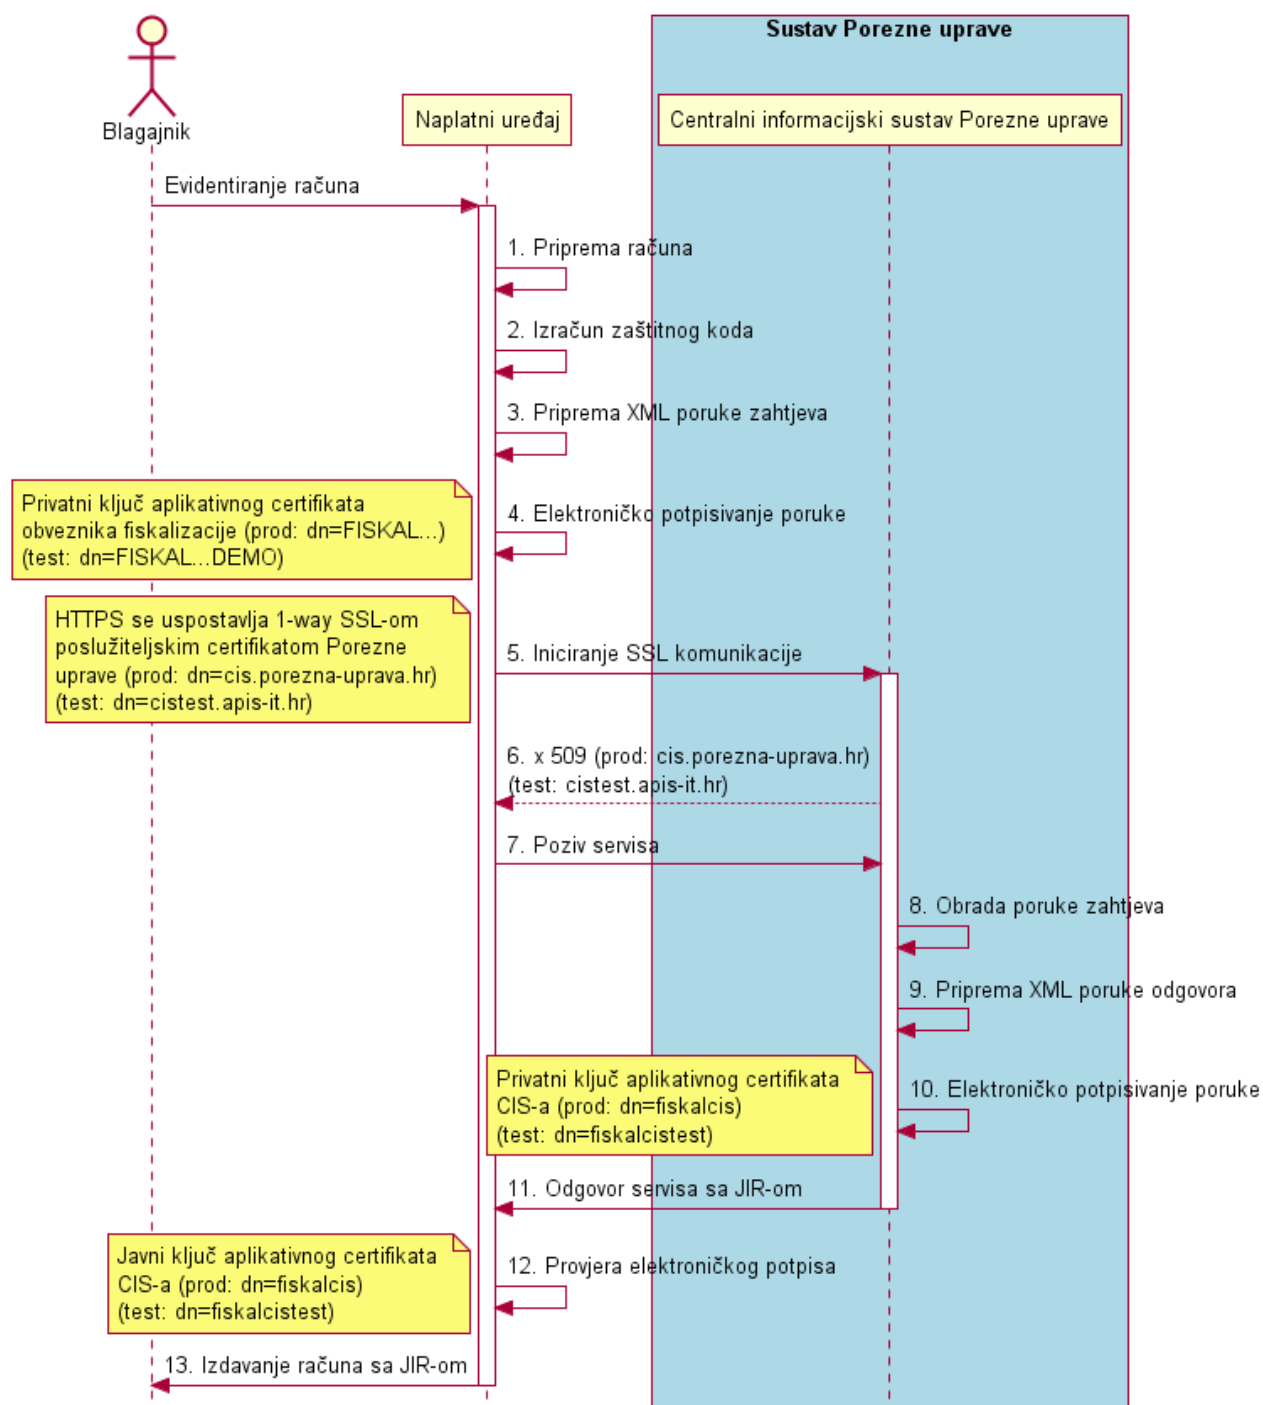 Sustav Porezne uprave
Blagajnik
Naplatni uređaj
Centralni informacijski sustav Porezne uprave
Evidentiranje računa
1. Priprema računa
2. Izračun zaštitnog koda
3. Priprema XML poruke zahtjeva
Privatni ključ aplikativnog certifikata
obveznika fiskalizacije (prod: dn=FISKAL...)
(test: dn=FISKAL...DEMO)
4. Elektroničko potpisivanje poruke
HTTPS se uspostavlja 1-way SSL-om
poslužiteljskim certifikatom Porezne
uprave (prod: dn=cis.porezna-uprava.hr)
(test: dn=cistest.apis-it.hr)
5. Iniciranje SSL komunikacije
6. x 509 (prod: cis.porezna-uprava.hr)
(test: cistest.apis-it.hr)
7. Poziv servisa
8. Obrada poruke zahtjeva
9. Priprema XML poruke odgovora
Privatni ključ aplikativnog certifikata
CIS-a (prod: dn=fiskalcis)
(test: dn=fiskalcistest)
10. Elektroničko potpisivanje poruke
11. Odgovor servisa sa JIR-om
Javni ključ aplikativnog certifikata
CIS-a (prod: dn=fiskalcis)
(test: dn=fiskalcistest)
12. Provjera elektroničkog potpisa
13. Izdavanje računa sa JIR-om